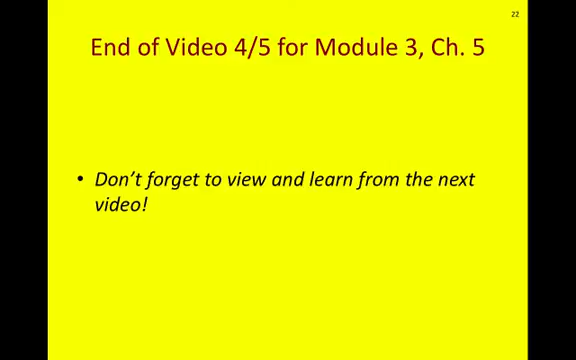 22
End of Video 4/5 for Module 3, Ch. 5
• Don’t forget to view and learn from the next
video!